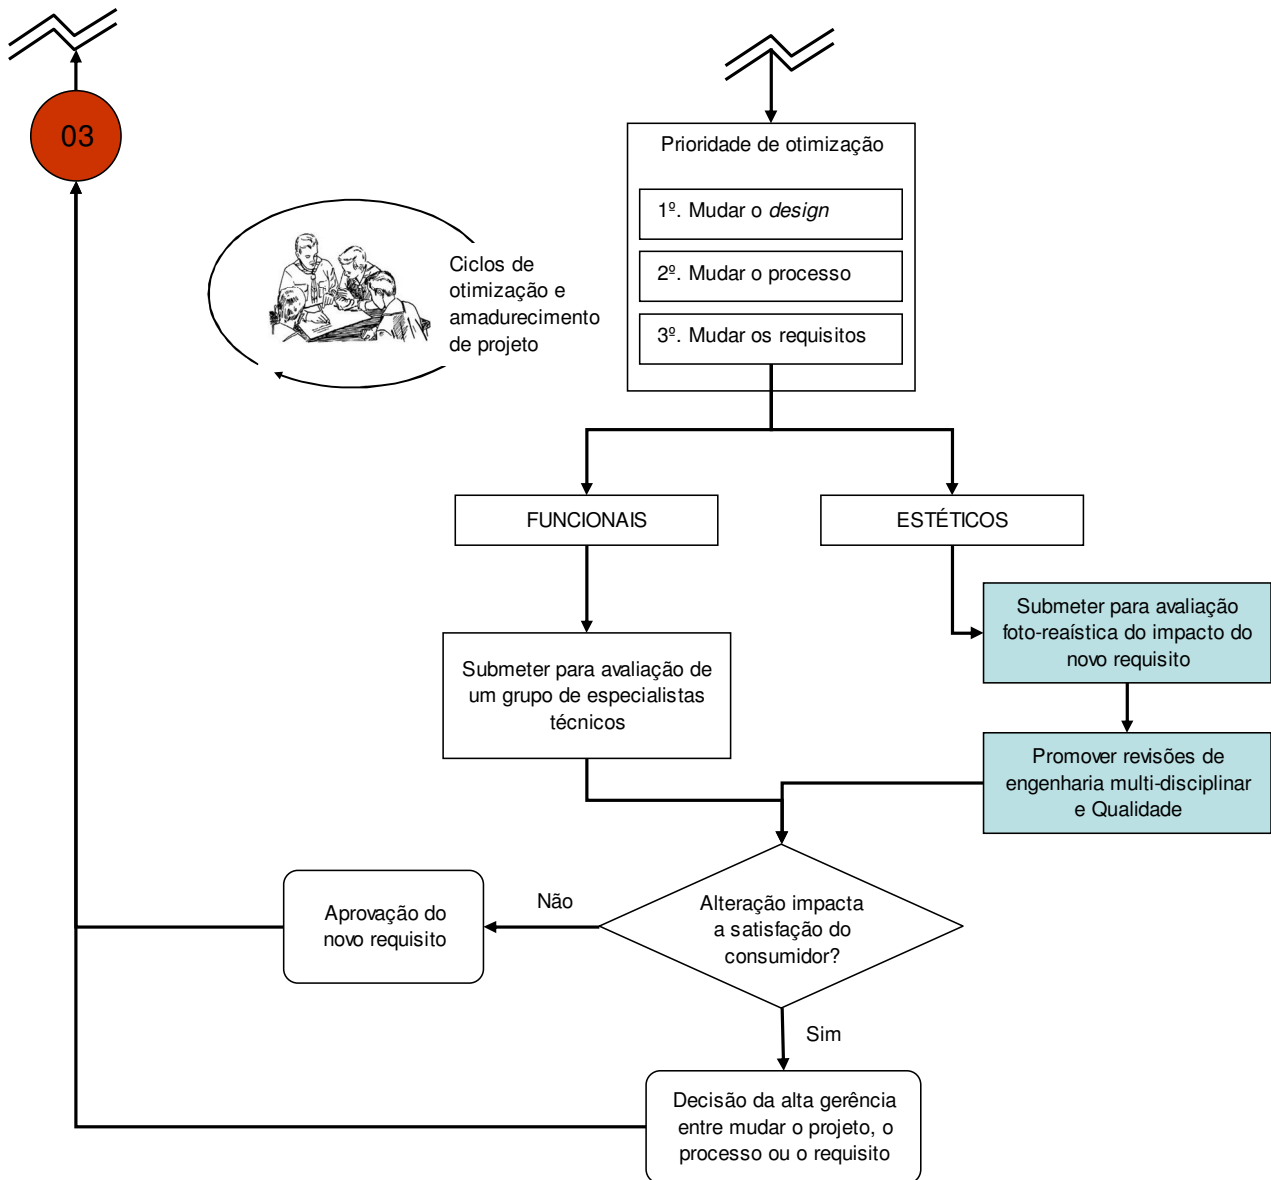 03
Prioridade de otimização
1º. Mudar o design
2º. Mudar o processo
3º. Mudar os requisitos
Ciclos de
otimização e
amadurecimento
de projeto
FUNCIONAIS
ESTÉTICOS
Submeter para avaliação
foto-reaística do impacto do
novo requisito
Submeter para avaliação de
um grupo de especialistas
técnicos
Promover revisões de
engenharia multi-disciplinar
e Qualidade
Alteração impacta
a satisfação do
consumidor?
Não
Aprovação do
novo requisito
Sim
Decisão da alta gerência
entre mudar o projeto, o
processo ou o requisito